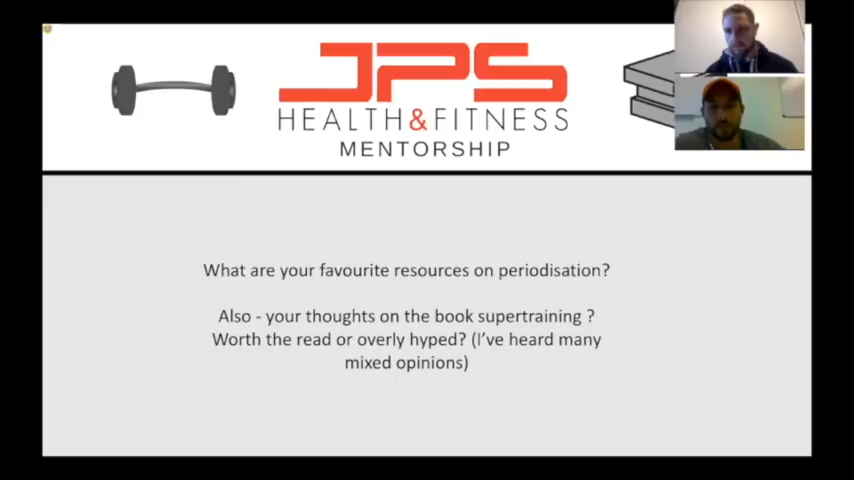 JPS
HEALTH&FITNESS
MENTORSHIP
What are your favourite resources on periodisation?
Also - your thoughts on the book supertraining ?
Worth the read or overly hyped? (I've heard many
mixed opinions)